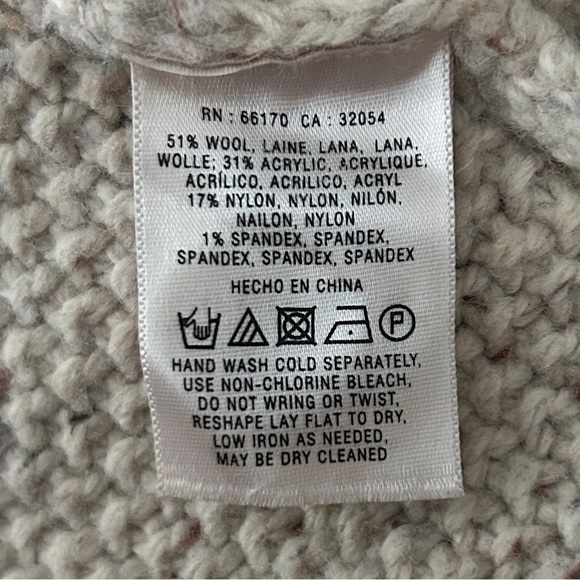 RN : 66170 CA : 32054
51% WOOL, LAINE, LANA, LANA,
WOLLE; 31% ACRYLIC, ACRYLIQUE,
ACRÍLICO, ACRILICO, ACRYL
17% NYLON, NYLON, NILÓN,
NAILON, NYLON
1% SPANDEX, SPANDEX,
SPANDEX, SPANDEX, SPANDEX
HECHO EN CHINA
P
HAND WASH COLD SEPARATELY,
USE NON-CHLORINE BLEACH,
DO NOT WRING OR TWIST,
RESHAPE LAY FLAT TO DRY,
LOW IRON AS NEEDED,
MAY BE DRY CLEANED